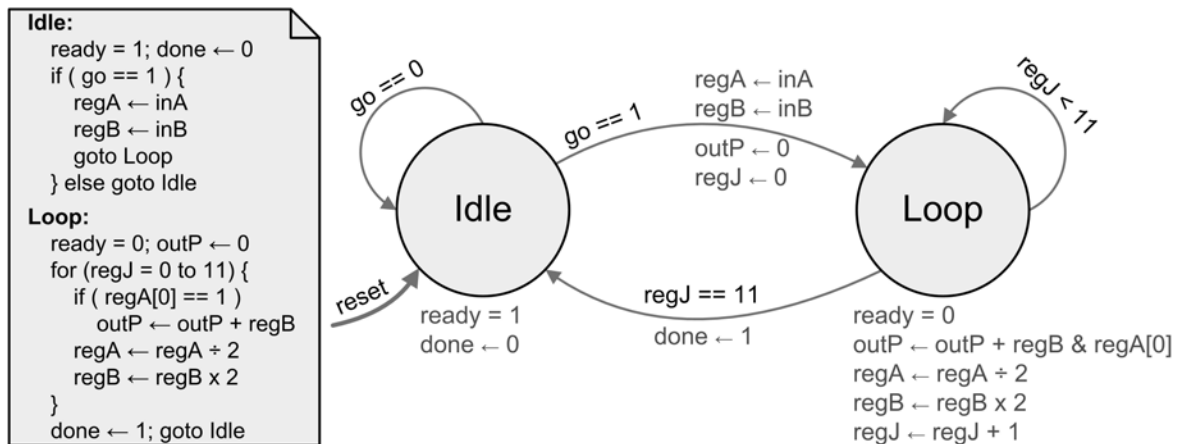 Idle:
ready = 1; done ← 0
if ( go == 1 ) {
regA ← inA
regB ← inB
goto Loop
} else goto Idle
Loop:
ready = 0; outP ← 0
for (regJ = 0 to 11) {
if ( regA[0] == 1 )
outP ← outP + regB
regA ← regA ÷ 2
regB ← regB x 2
}
done ← 1; goto Idle
go == 0
Idle
reset
ready = 1
done ← 0
go == 1
regA ← inA
regB ← inB
outP ← 0
regJ ← 0
regJ == 11
done ← 1
regJ < 11
Loop
ready = 0
outP ← outP + regB & regA[0]
regA ← regA ÷ 2
regB ← regB x 2
regJ ← regJ + 1